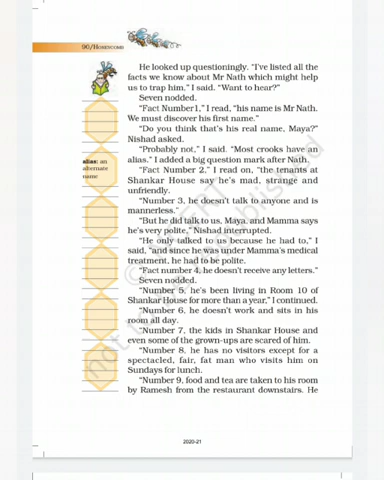 90/HONEYCOMB
He looked up questioningly. "I've listed all the
facts we know about Mr Nath which might help
us to trap him," I said. "Want to hear?"
Seven nodded.
"Fact Number1," I read, "his name is Mr Nath.
We must discover his first name."
"Do you think that's his real name, Maya?"
Nishad asked.
"Probably not," I said. "Most crooks have an
alias." I added a big question mark after Nath.
alias: an
alternate
name
"Fact Number 2," I read on, "the tenants at
Shankar House say he's mad, strange and
unfriendly.
"Number 3, he doesn't talk to anyone and is
mannerless."
"But he did talk to us, Maya, and Mamma says
he's very polite," Nishad interrupted.
"He only talked to us because he had to," I
said, "and since he was under Mamma's medical
treatment, he had to be polite.
"Fact number 4, he doesn't receive any letters."
Seven nodded.
"Number 5, he's been living in Room 10 of
Shankar House for more than a year," I continued.
"Number 6, he doesn't work and sits in his
room all day.
"Number 7, the kids in Shankar House and
even some of the grown-ups are scared of him.
"Number 8, he has no visitors except for a
spectacled, fair, fat man who visits him on
Sundays for lunch.
"Number 9, food and tea are taken to his room
by Ramesh from the restaurant downstairs. He
2020-21